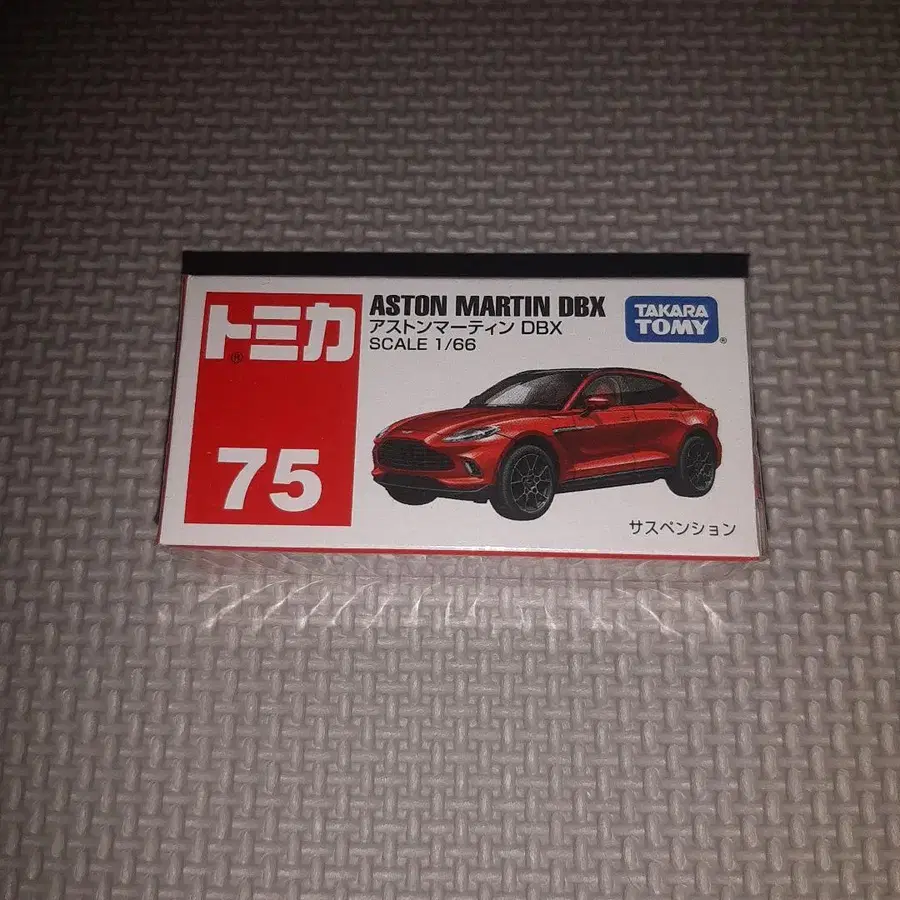 トミカ®
75
ASTON MARTIN DBX
アストンマーティン DBX
SCALE 1/66
TAKARA
TOMY®
サスペンション